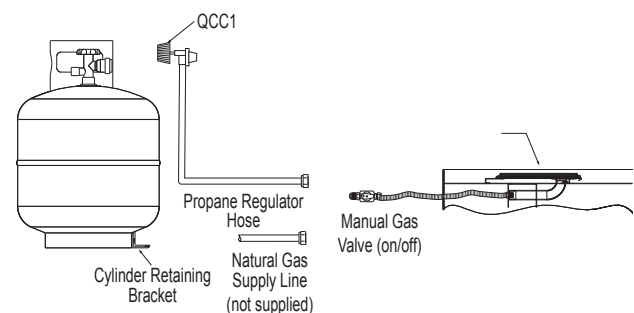 QCC1
Propane Regulator
Hose
Cylinder Retaining
Bracket
Natural Gas
Supply Line
(not supplied)
Manual Gas
Valve (on/off)